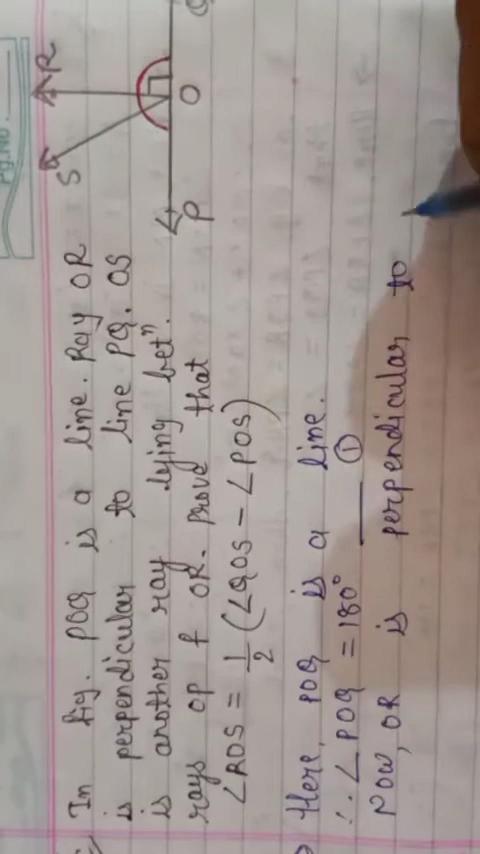 In fig. POQ is a line. Ray OR
is perpendicular to line PQ. OS
is another ray lying betn.
rays OP & OR. Prove that
∠ROS = 1/2 (∠QOS - ∠POS)
Here, POQ is a line.
∴ ∠POQ = 180° —— ①
Now, OR is perpendicular to
R
S
O
P
Pg.No.